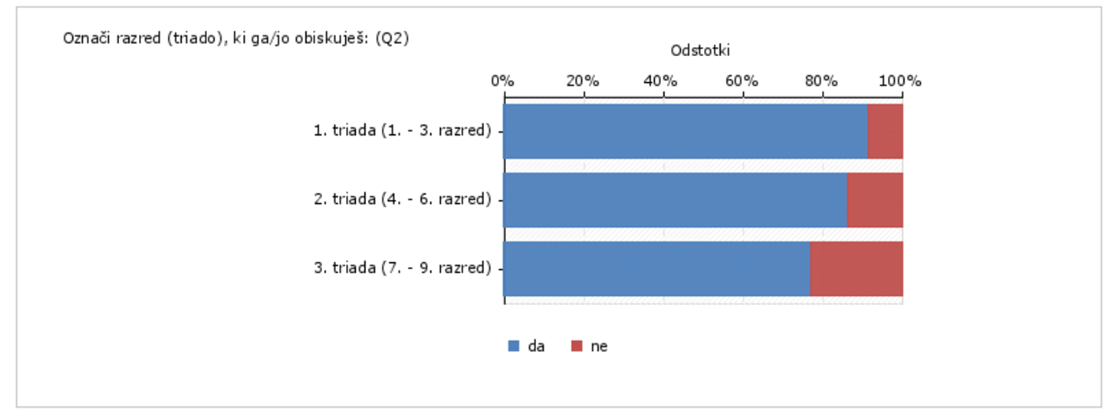 Označi razred (triado), ki ga/jo obiskuješ: (Q2)
Odstotki
0% 20% 40% 60% 80% 100%
1. triada (1. - 3. razred)
2. triada (4. - 6. razred)
3. triada (7. - 9. razred)
da ne